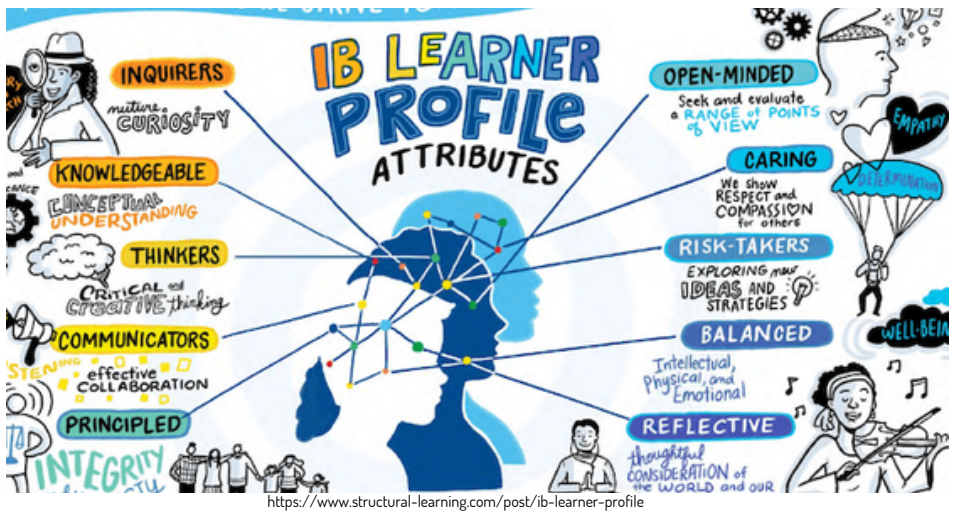 IB LEARNER
PROFILE
ATTRIBUTES
INQUIRERS
nuture
CURIOSITY
KNOWLEDGEABLE
CONCEPTUAL
UNDERSTANDING
THINKERS
CRITICAL and
CREATIVE thinking
COMMUNICATORS
effective
COLLABORATION
PRINCIPLED
INTEGRITY
OPEN-MINDED
Seek and evaluate
a RANGE of POINTS
of VIEW
EMPATHY
CARING
We show
RESPECT and
COMPASSION
for others
DETERMINATION
RISK-TAKERS
EXPLORING new
IDEAS AND
STRATEGIES
BALANCED
Intellectual,
Physical, and
Emotional
WELL-BEIN
REFLECTIVE
thoughtful
CONSIDERATION of
the WORLD and OUR
https://www.structural-learning.com/post/ib-learner-profile